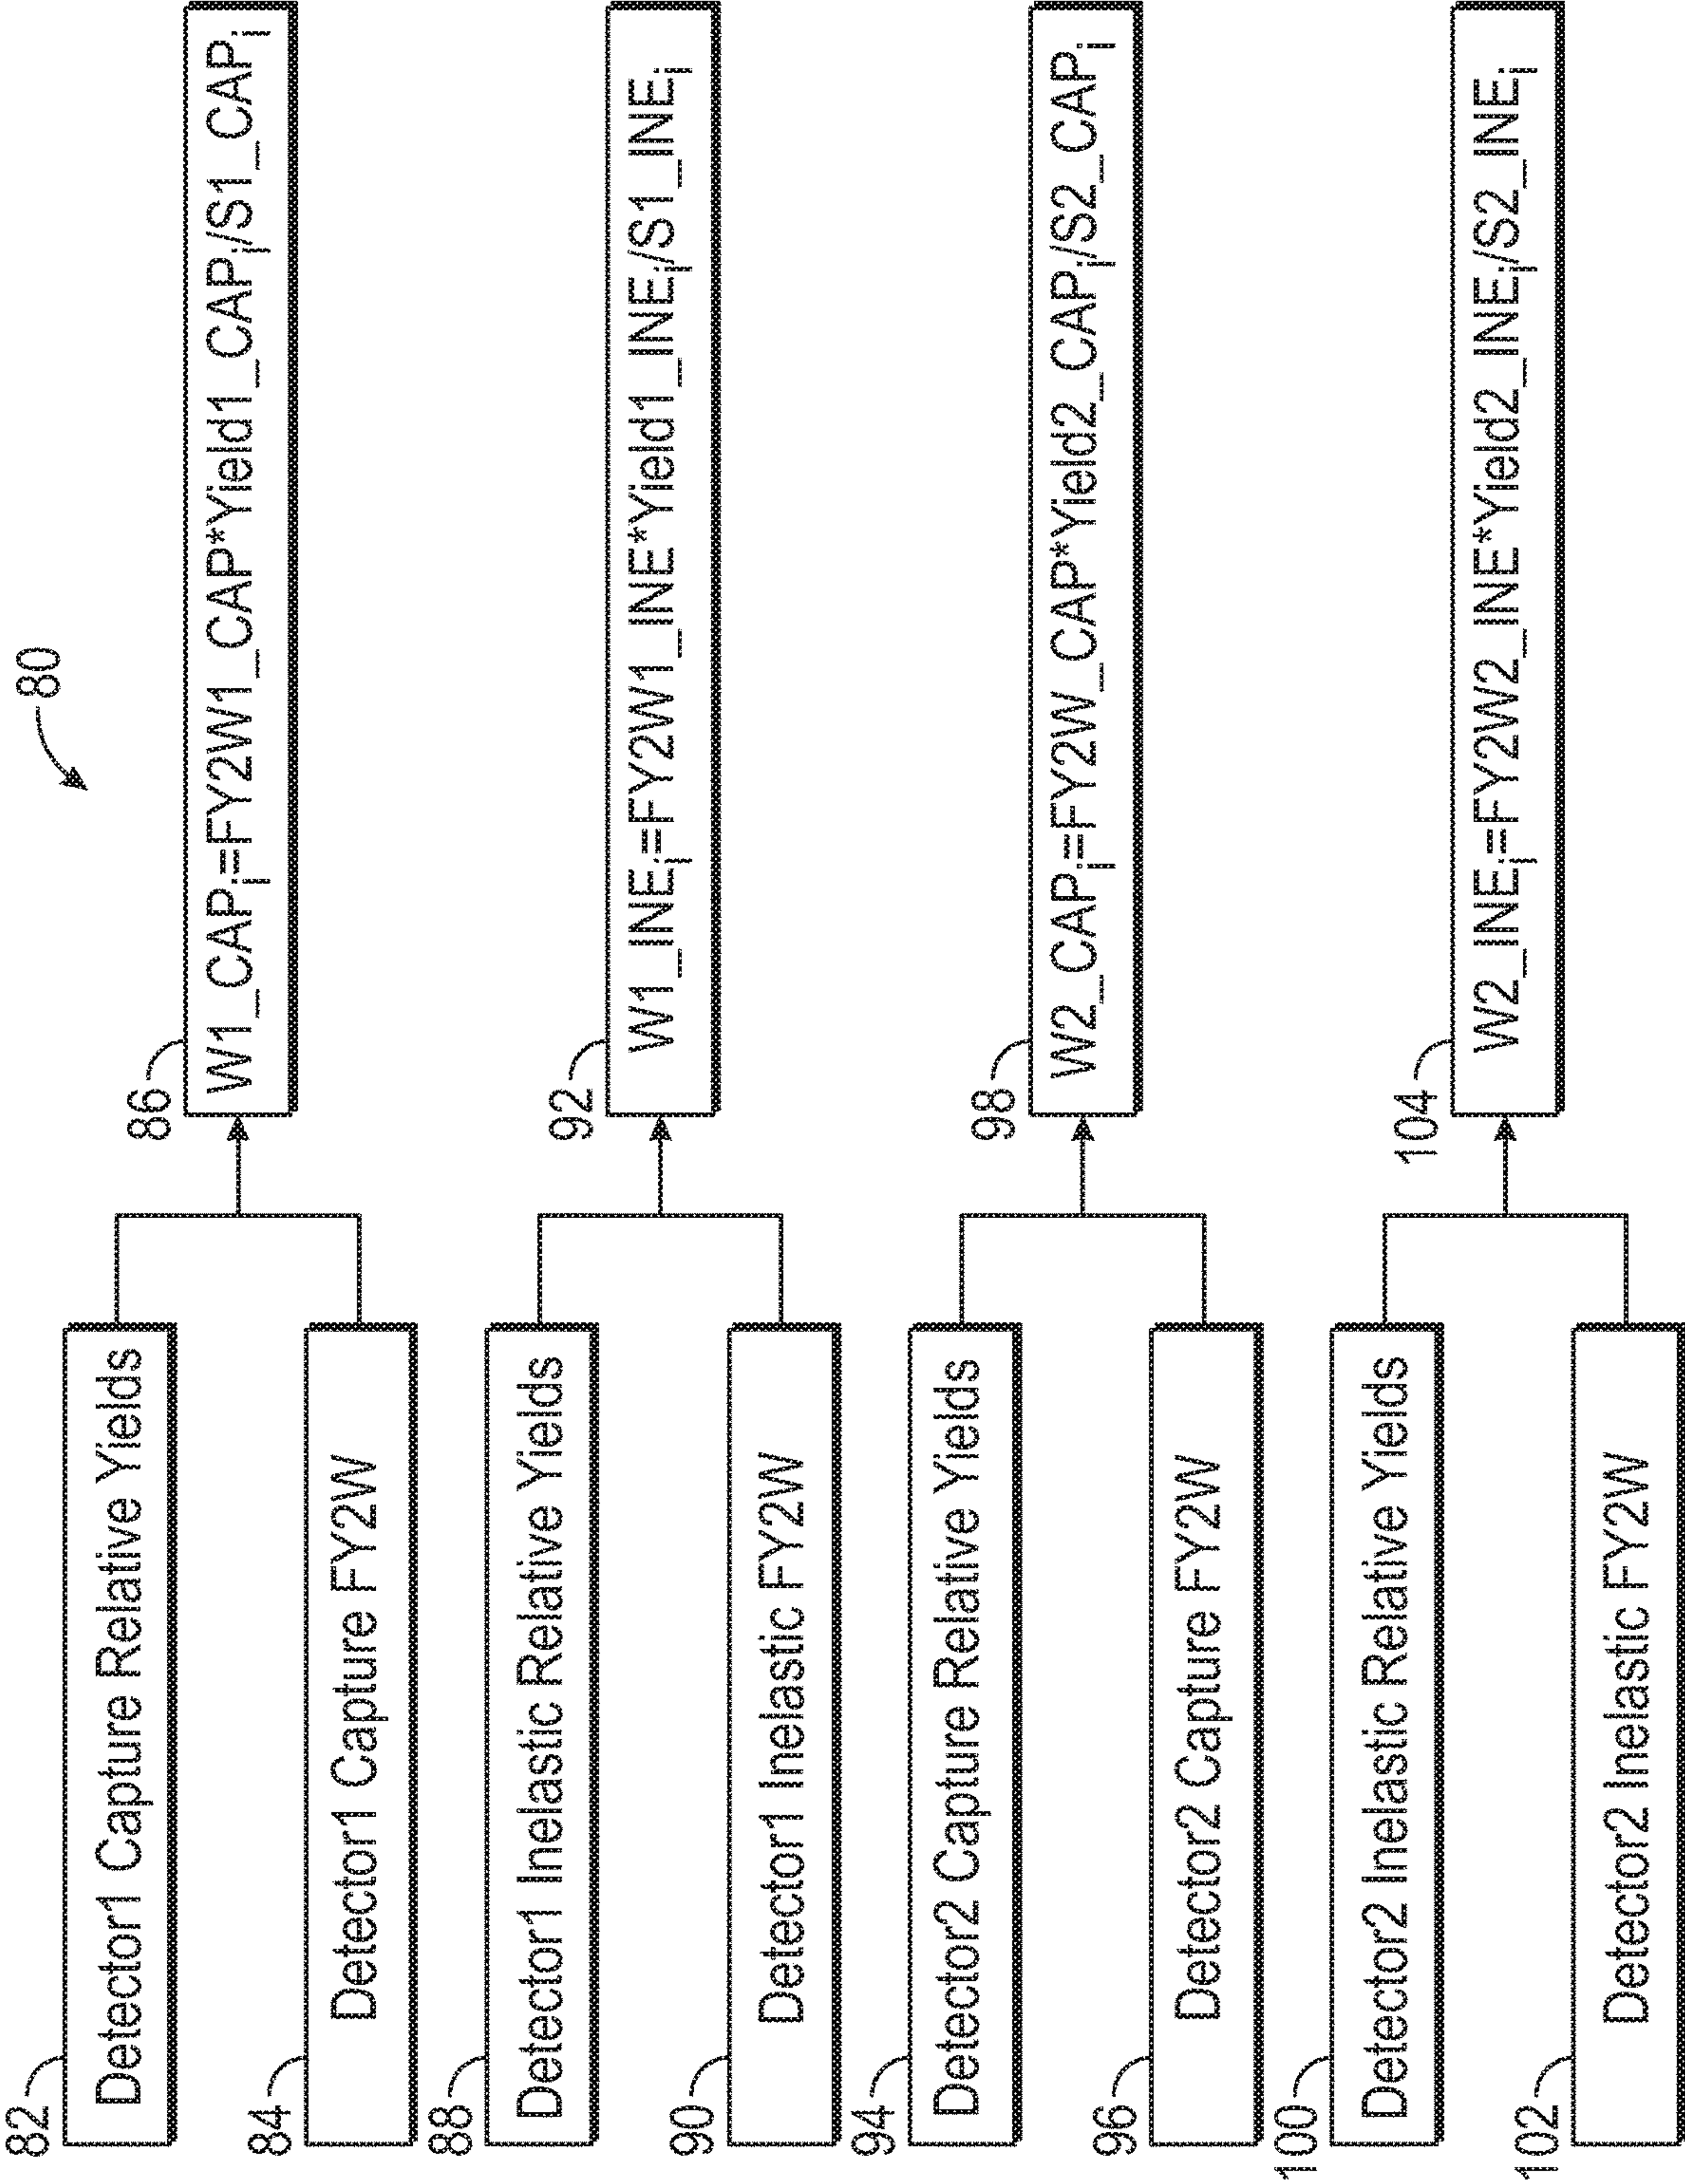 80
82
Detector1 Capture Relative Yields
84
Detector1 Capture FY2W
86
W1_CAPi=FY2W1_CAP*Yield1_CAPi/S1_CAPi
88
Detector1 Inelastic Relative Yields
90
Detector1 Inelastic FY2W
92
W1_INEi=FY2W1_INE*Yield1_INEi/S1_INEi
94
Detector2 Capture Relative Yields
96
Detector2 Capture FY2W
98
W2_CAPi=FY2W_CAP*Yield2_CAPi/S2_CAPi
100
Detector2 Inelastic Relative Yields
102
Detector2 Inelastic FY2W
104
W2_INEi=FY2W2_INE*Yield2_INEi/S2_INEi